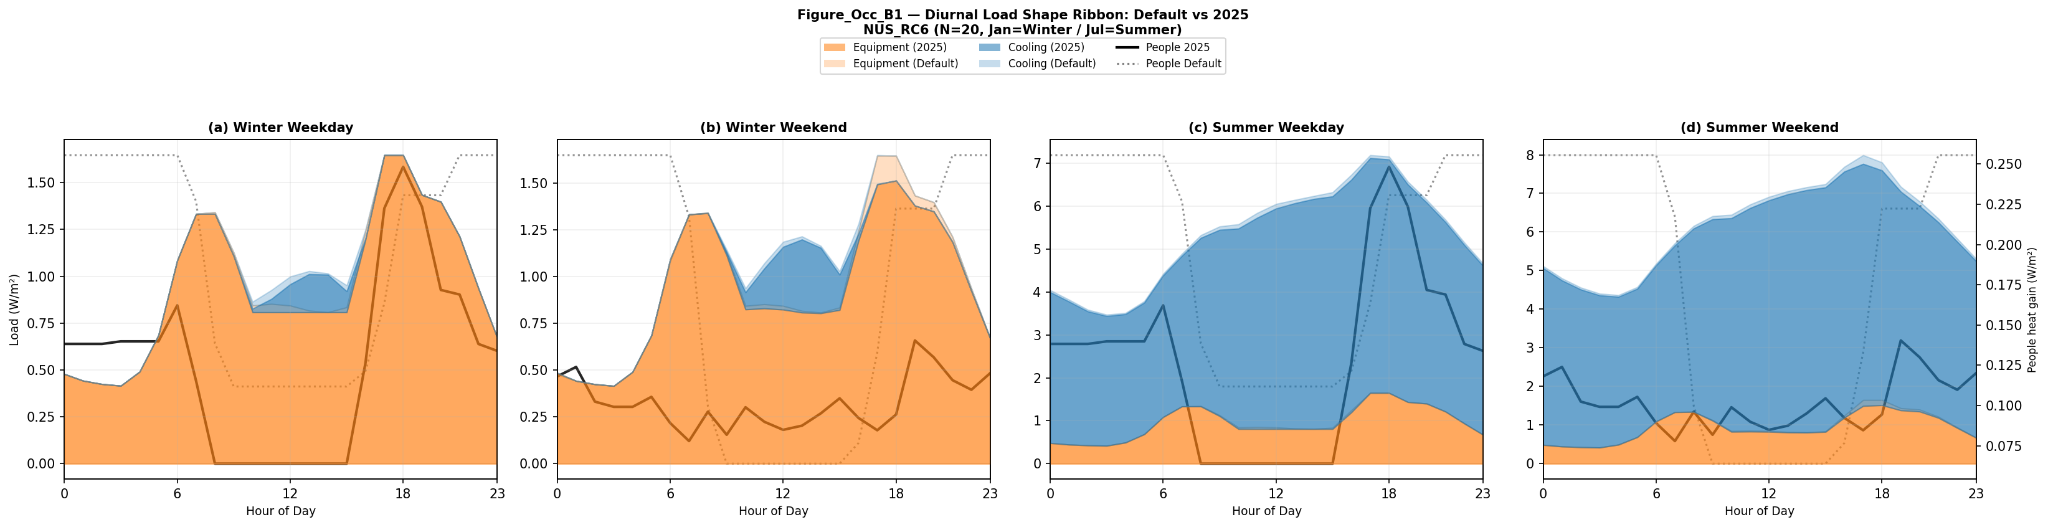 Figure_Occ_B1 — Diurnal Load Shape Ribbon: Default vs 2025
NUS_RC6 (N=20, Jan=Winter / Jul=Summer)
Equipment (2025)
Equipment (Default)
Cooling (2025)
Cooling (Default)
People 2025
People Default
(a) Winter Weekday
Load (W/m²)
1.50
1.25
1.00
0.75
0.50
0.25
0.00
0 6 12 18 23
Hour of Day
(b) Winter Weekend
1.50
1.25
1.00
0.75
0.50
0.25
0.00
0 6 12 18 23
Hour of Day
(c) Summer Weekday
7
6
5
4
3
2
1
0
0 6 12 18 23
Hour of Day
(d) Summer Weekend
8
7
6
5
4
3
2
1
0
0 6 12 18 23
Hour of Day
0.250
0.225
0.200
0.175
0.150
0.125
0.100
0.075
People heat gain (W/m²)